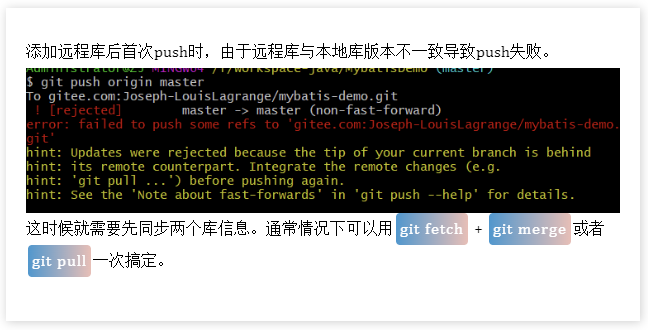 添加远程库后首次push时，由于远程库与本地库版本不一致导致push失败。
$ git push origin master
To gitee.com:Joseph-LouisLagrange/mybatis-demo.git
! [rejected]        master -> master (non-fast-forward)
error: failed to push some refs to 'gitee.com:Joseph-LouisLagrange/mybatis-demo.
git'
hint: Updates were rejected because the tip of your current branch is behind
hint: its remote counterpart. Integrate the remote changes (e.g.
hint: 'git pull ...') before pushing again.
hint: See the 'Note about fast-forwards' in 'git push --help' for details.
这时候就需要先同步两个库信息。通常情况下可以用 git fetch + git merge 或者
git pull 一次搞定。